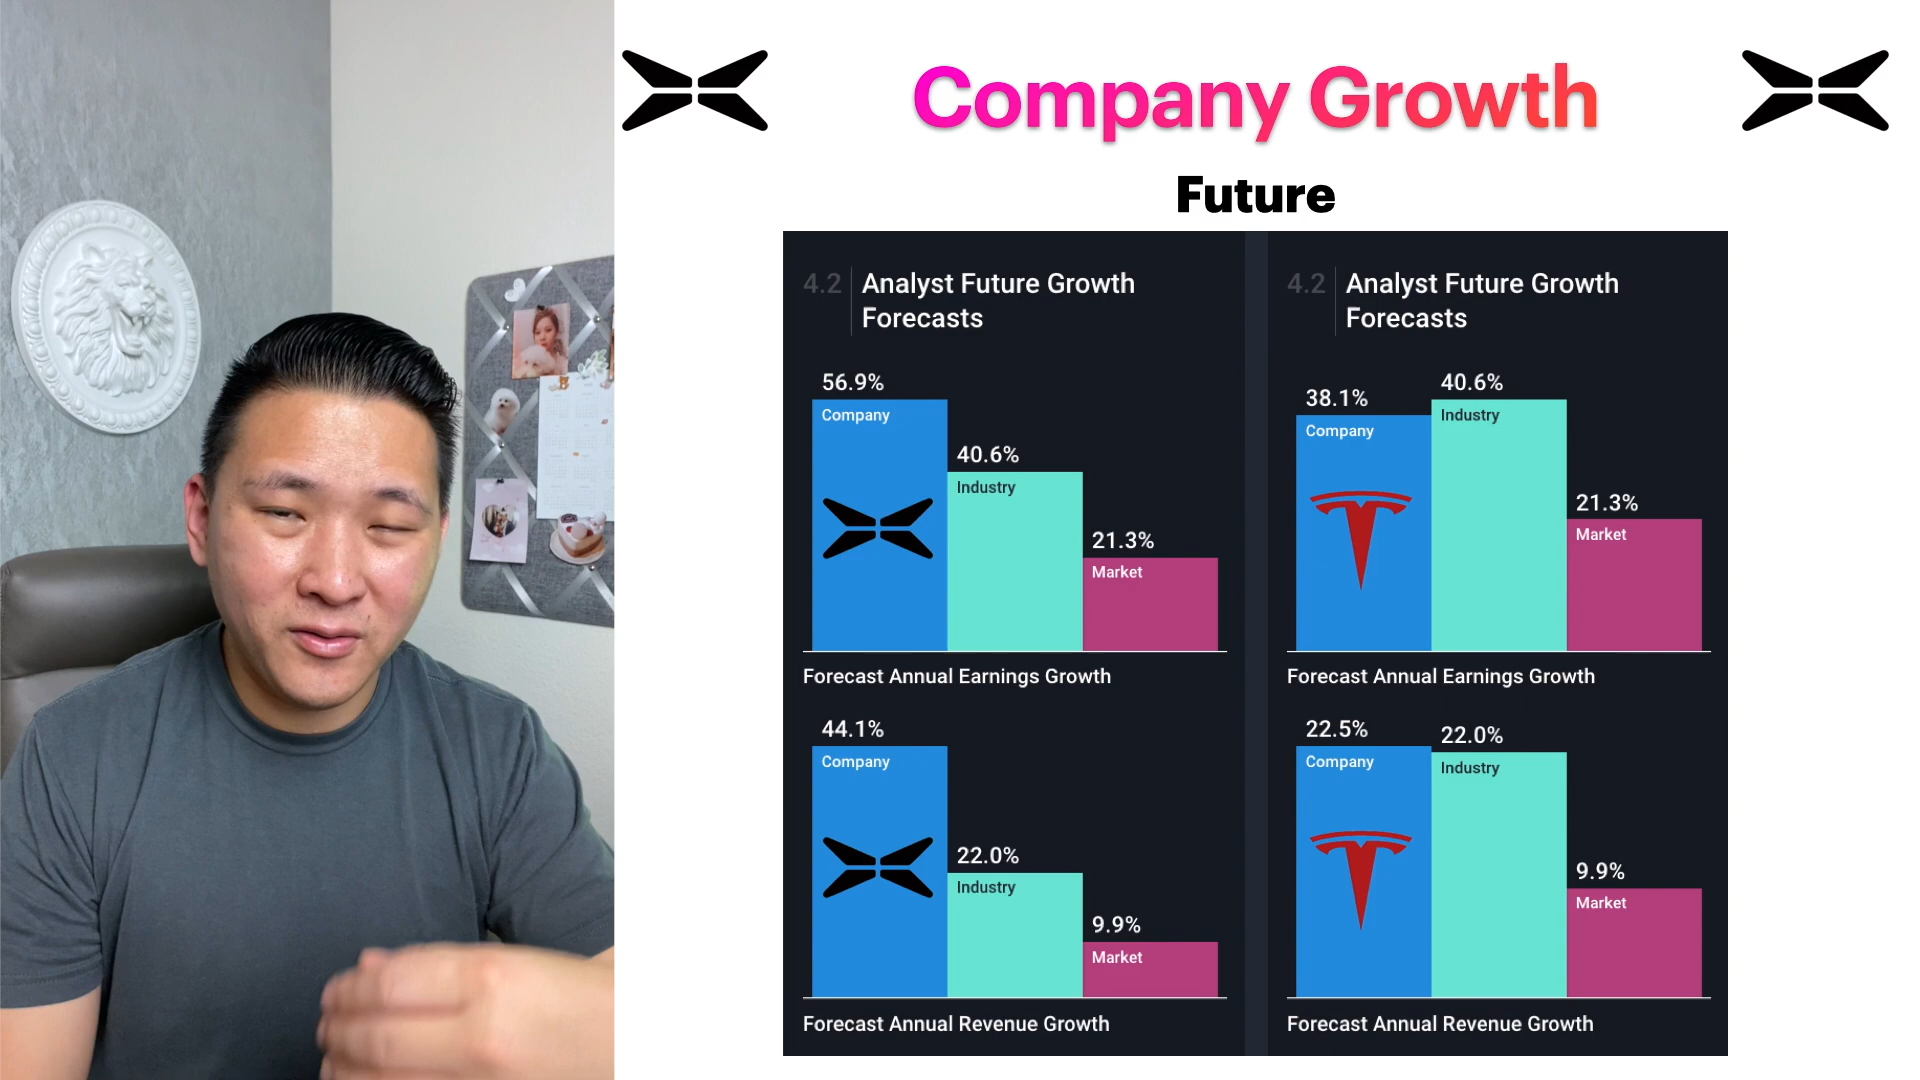 Company Growth
Future
4.2
Analyst Future Growth
Forecasts
56.9%
Company
40.6%
Industry
21.3%
Market
Forecast Annual Earnings Growth
44.1%
Company
22.0%
Industry
9.9%
Market
Forecast Annual Revenue Growth
4.2
Analyst Future Growth
Forecasts
38.1%
Company
40.6%
Industry
21.3%
Market
Forecast Annual Earnings Growth
22.5%
Company
22.0%
Industry
9.9%
Market
Forecast Annual Revenue Growth